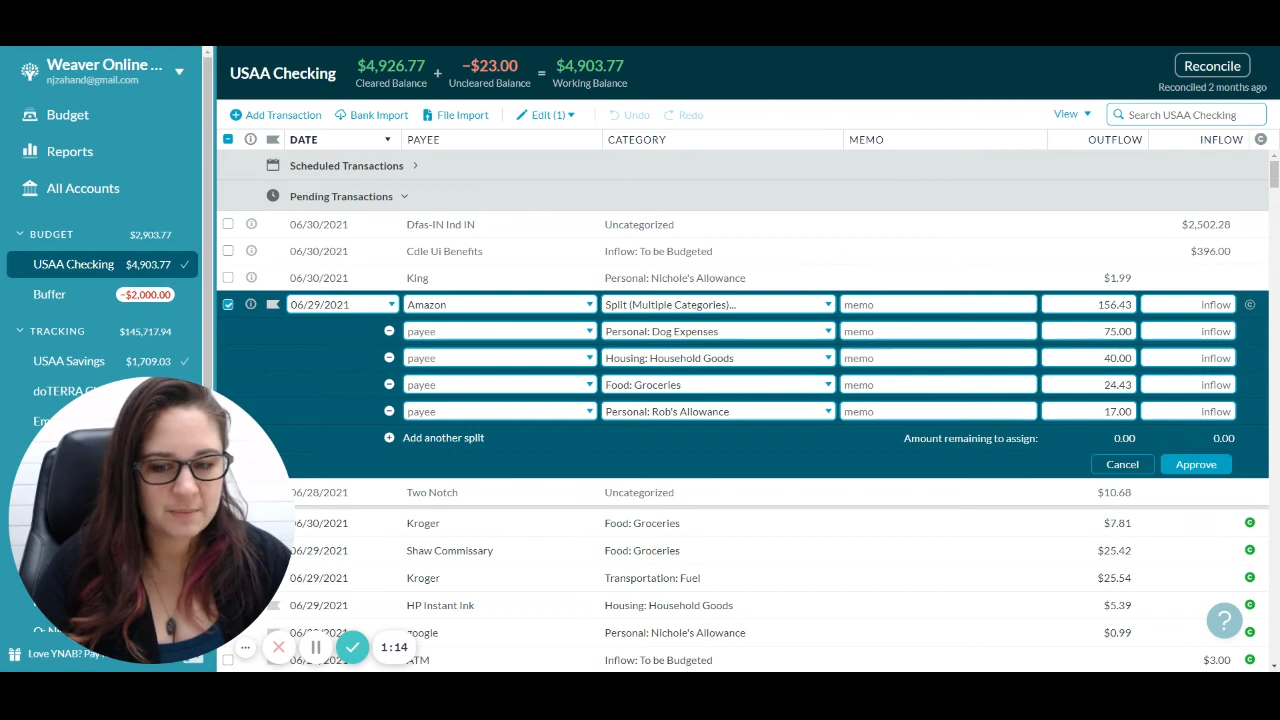 Weaver Online ...
njzahand@gmail.com
Budget
Reports
All Accounts
BUDGET $2,903.77
USAA Checking $4,903.77
Buffer −$2,000.00
TRACKING $145,717.94
USAA Savings $1,709.03
doTERRA
Love YNAB? Pay
USAA Checking
$4,926.77 + −$23.00 = $4,903.77
Cleared Balance Uncleared Balance Working Balance
Reconcile
Reconciled 2 months ago
Add Transaction Bank Import File Import Edit (1) Undo Redo View Search USAA Checking
DATE PAYEE CATEGORY MEMO OUTFLOW INFLOW C
Scheduled Transactions
Pending Transactions
06/30/2021 Dfas-IN Ind IN Uncategorized $2,502.28
06/30/2021 Cdle Ui Benefits Inflow: To be Budgeted $396.00
06/30/2021 King Personal: Nichole's Allowance $1.99
06/29/2021 Amazon Split (Multiple Categories)... memo 156.43 inflow C
payee Personal: Dog Expenses memo 75.00 inflow
payee Housing: Household Goods memo 40.00 inflow
payee Food: Groceries memo 24.43 inflow
payee Personal: Rob's Allowance memo 17.00 inflow
Add another split Amount remaining to assign: 0.00 0.00
Cancel Approve
06/28/2021 Two Notch Uncategorized $10.68
06/30/2021 Kroger Food: Groceries $7.81 C
06/29/2021 Shaw Commissary Food: Groceries $25.42 C
06/29/2021 Kroger Transportation: Fuel $25.54 C
06/29/2021 HP Instant Ink Housing: Household Goods $5.39 C
google Personal: Nichole's Allowance $0.99 C
ATM Inflow: To be Budgeted $3.00 C
1:14
?